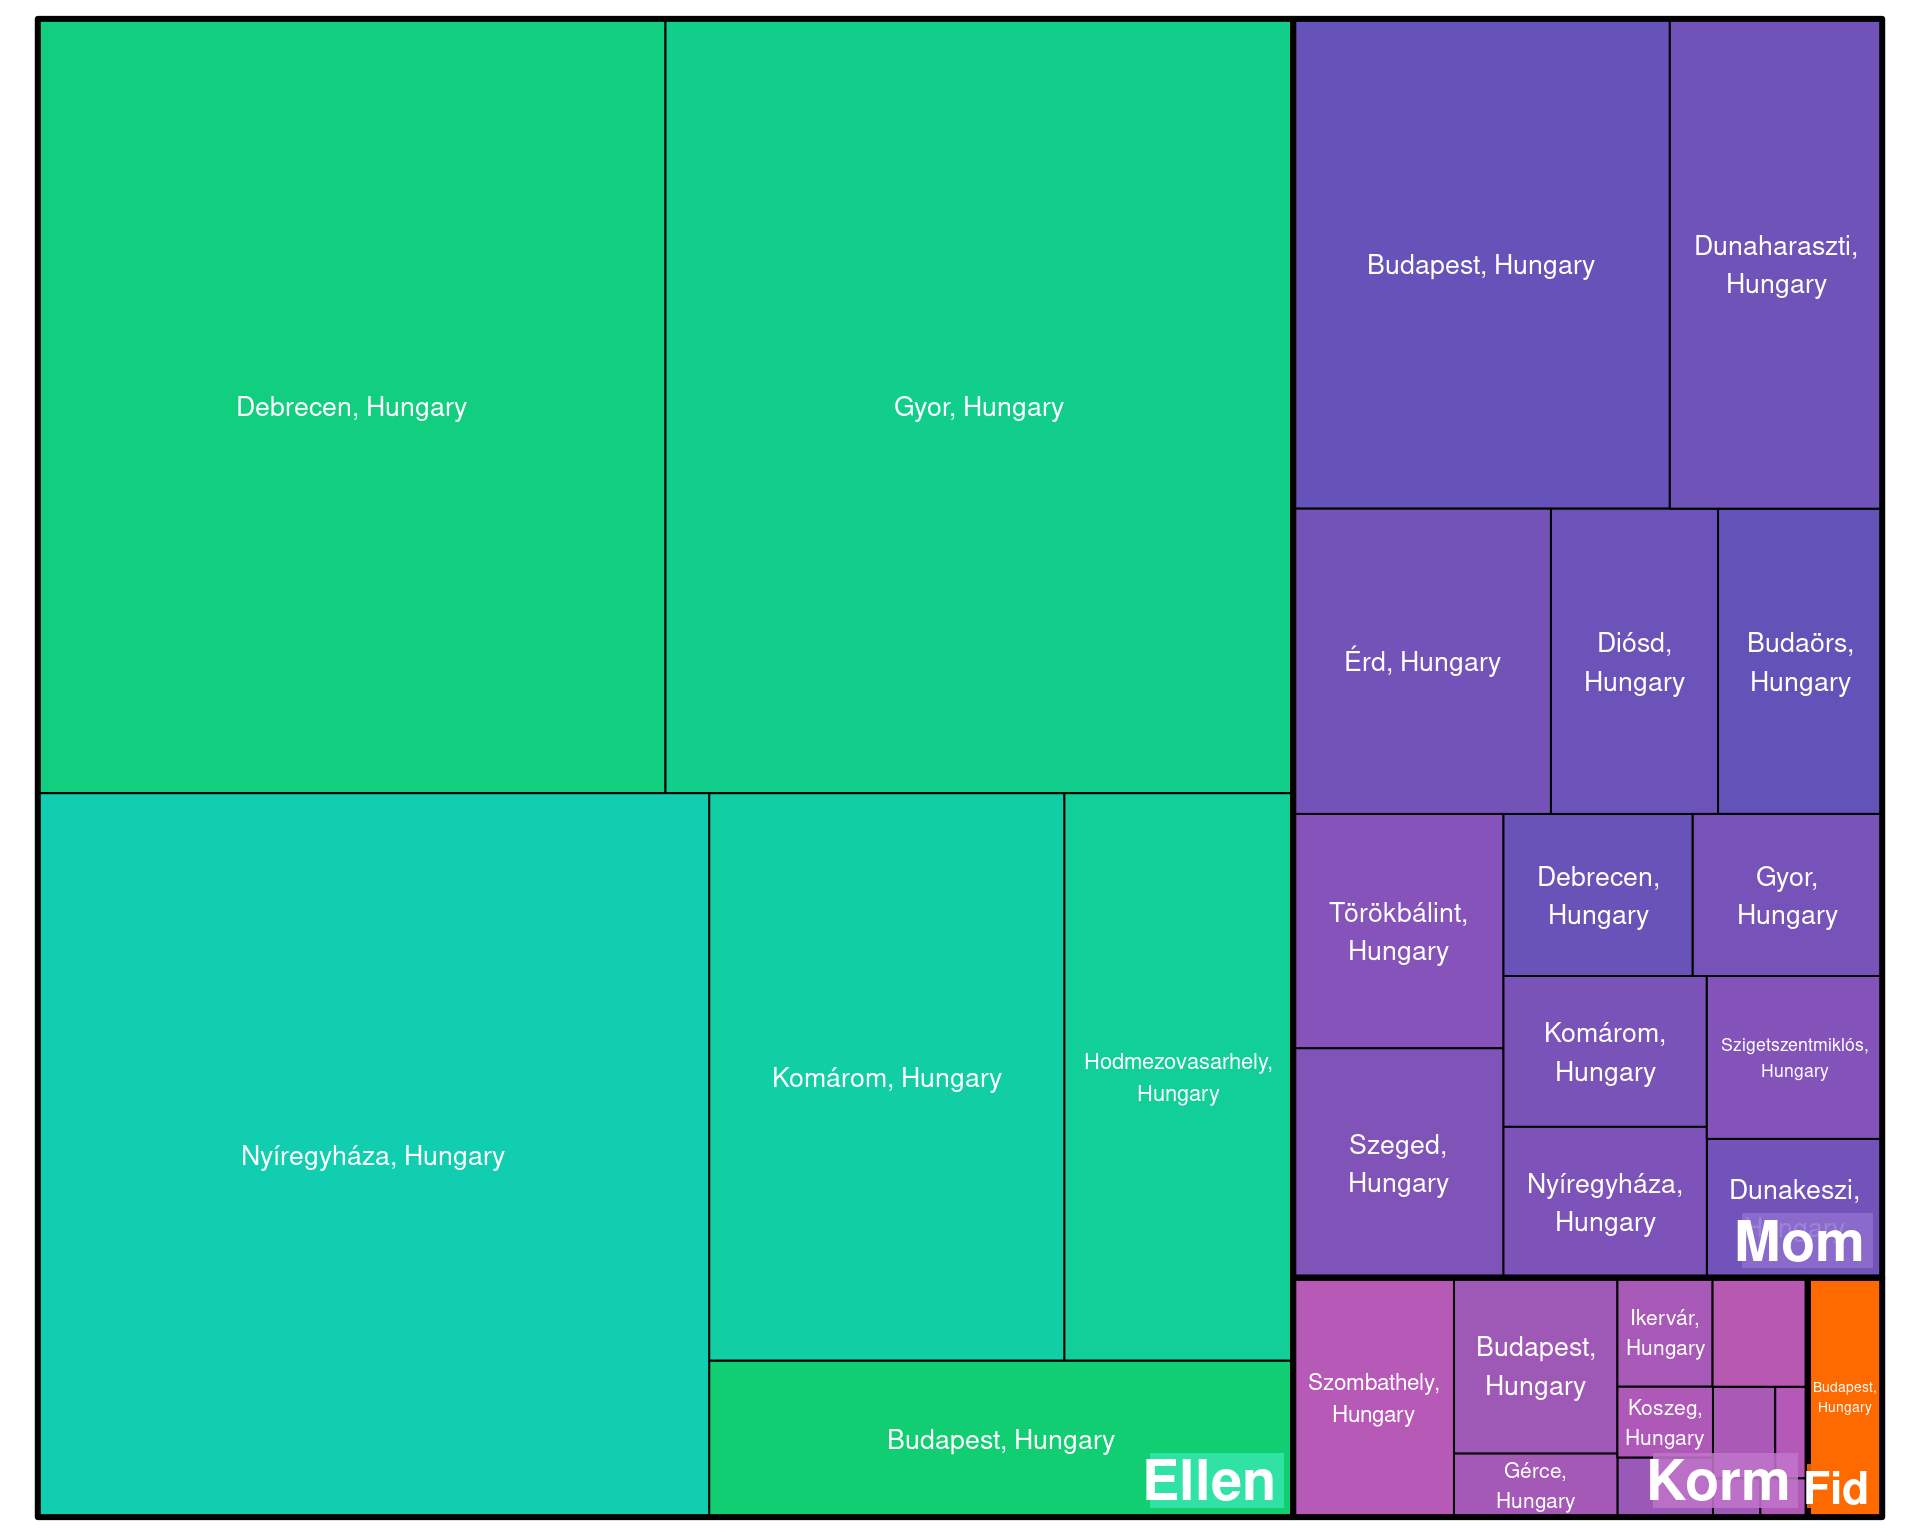 Debrecen, Hungary
Gyor, Hungary
Nyíregyháza, Hungary
Komárom, Hungary
Hodmezovasarhely,
Hungary
Budapest, Hungary
Ellen
Budapest, Hungary
Dunaharaszti,
Hungary
Érd, Hungary
Diósd,
Hungary
Budaörs,
Hungary
Törökbálint,
Hungary
Debrecen,
Hungary
Gyor,
Hungary
Szeged,
Hungary
Komárom,
Hungary
Szigetszentmiklós,
Hungary
Nyíregyháza,
Hungary
Dunakeszi,
Hungary
Mom
Szombathely,
Hungary
Budapest,
Hungary
Gérce,
Hungary
Ikervár,
Hungary
Koszeg,
Hungary
Korm
Budapest,
Hungary
Fid